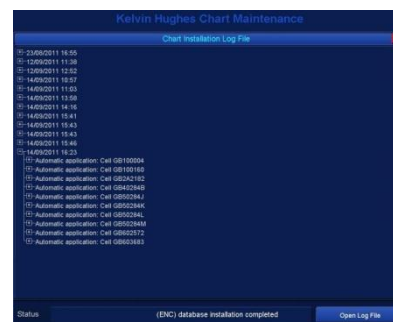 Kelvin Hughes Chart Maintenance
Chart Installation Log File
23/08/2011 16:55
12/09/2011 11:38
12/09/2011 12:52
14/09/2011 10:57
14/09/2011 11:03
14/09/2011 13:58
14/09/2011 14:16
14/09/2011 15:41
14/09/2011 15:43
14/09/2011 15:43
14/09/2011 15:46
14/09/2011 16:23
Automatic application: Cell GB100004
Automatic application: Cell GB100160
Automatic application: Cell GB2A2182
Automatic application: Cell GB40284B
Automatic application: Cell GB50284J
Automatic application: Cell GB50284K
Automatic application: Cell GB50284L
Automatic application: Cell GB50284M
Automatic application: Cell GB602572
Automatic application: Cell GB603683
Status
(ENC) database installation completed
Open Log File